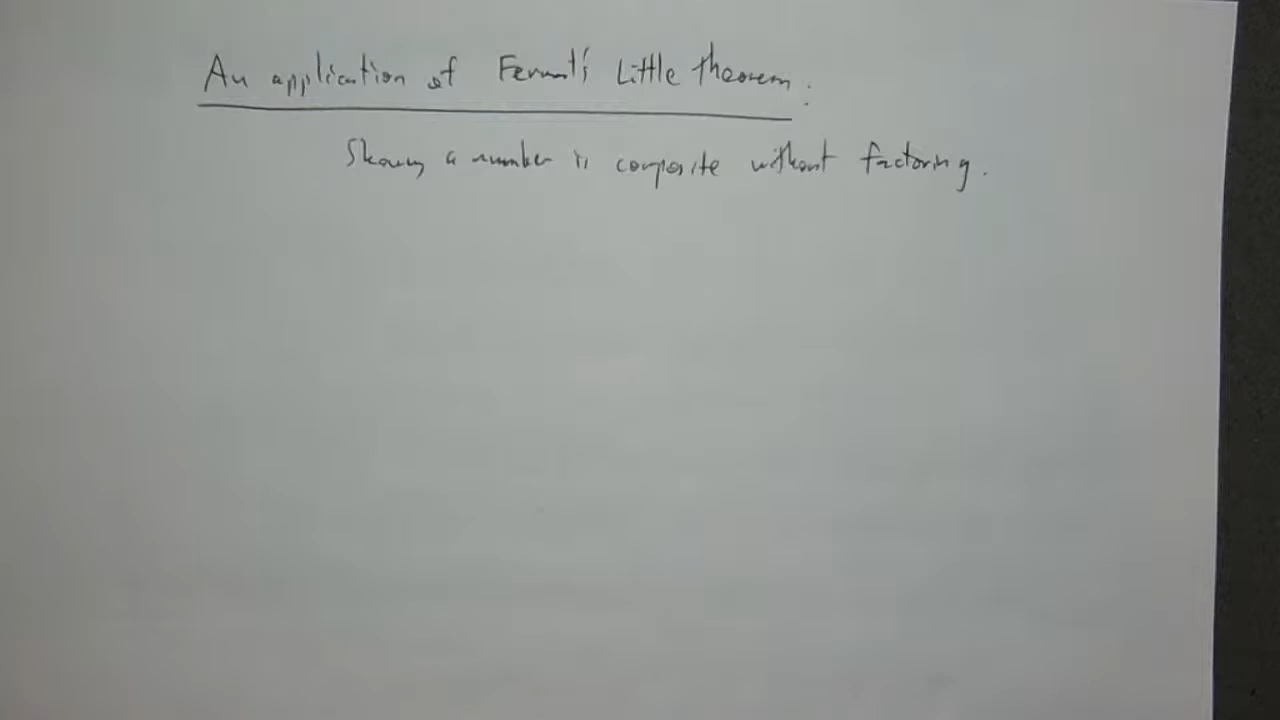 An application of Fermat's Little Theorem:
Showing a number is composite without factoring.